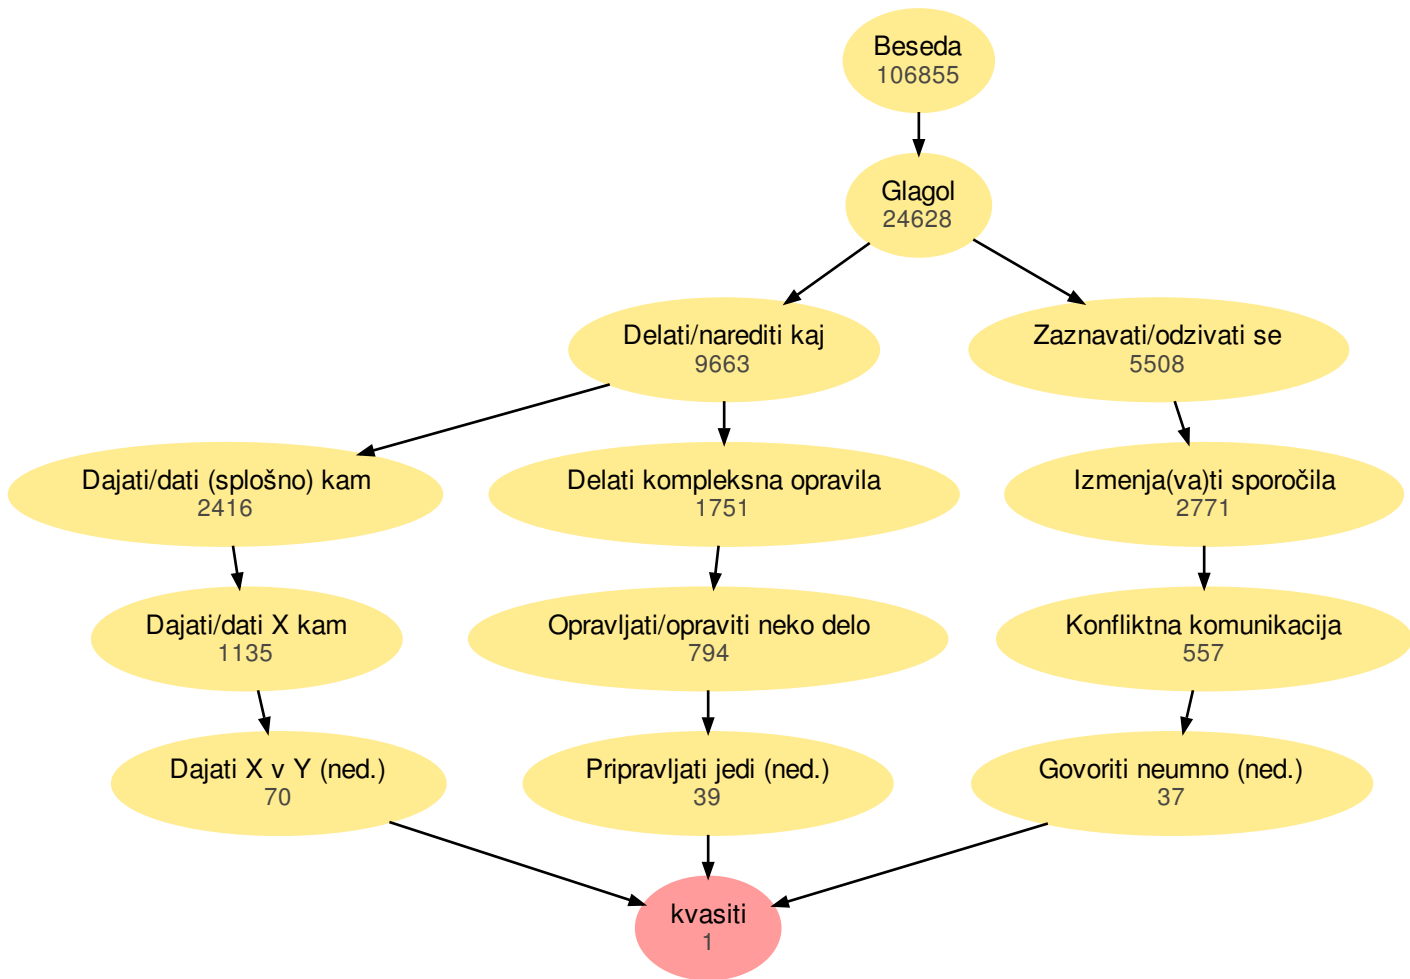 Beseda
106855
Glagol
24628
Delati/narediti kaj
9663
Zaznavati/odzivati se
5508
Dajati/dati (splošno) kam
2416
Delati kompleksna opravila
1751
Izmenja(va)ti sporočila
2771
Dajati/dati X kam
1135
Opravljati/opraviti neko delo
794
Konfliktna komunikacija
557
Dajati X v Y (ned.)
70
Pripravljati jedi (ned.)
39
Govoriti neumno (ned.)
37
kvasiti
1